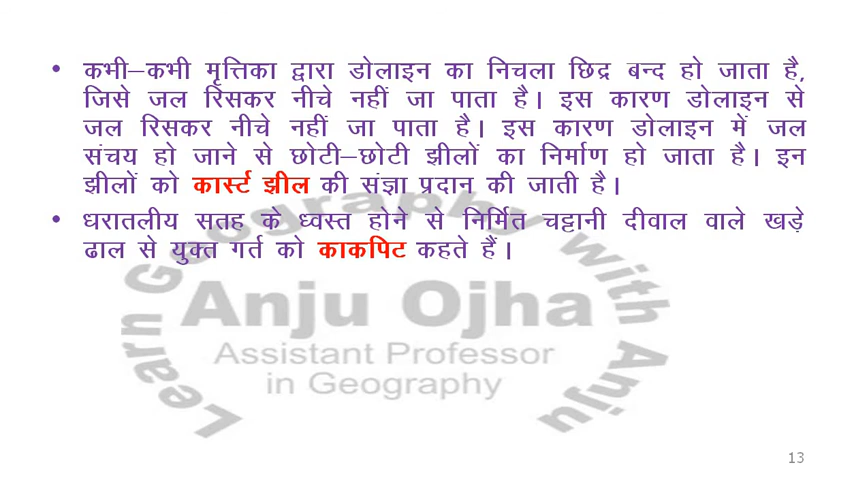 • कभी–कभी मृत्तिका द्वारा डोलाइन का निचला छिद्र बन्द हो जाता है,
जिसे जल रिसकर नीचे नहीं जा पाता है। इस कारण डोलाइन से
जल रिसकर नीचे नहीं जा पाता है। इस कारण डोलाइन में जल
संचय हो जाने से छोटी–छोटी झीलों का निर्माण हो जाता है। इन
झीलों को कार्स्ट झील की संज्ञा प्रदान की जाती है।
• धरातलीय सतह के ध्वस्त होने से निर्मित चट्टानी दीवाल वाले खड़े
ढाल से युक्त गर्त को काकपिट कहते हैं।
Learn Geography with Anju
Anju Ojha
Assistant Professor
in Geography
13